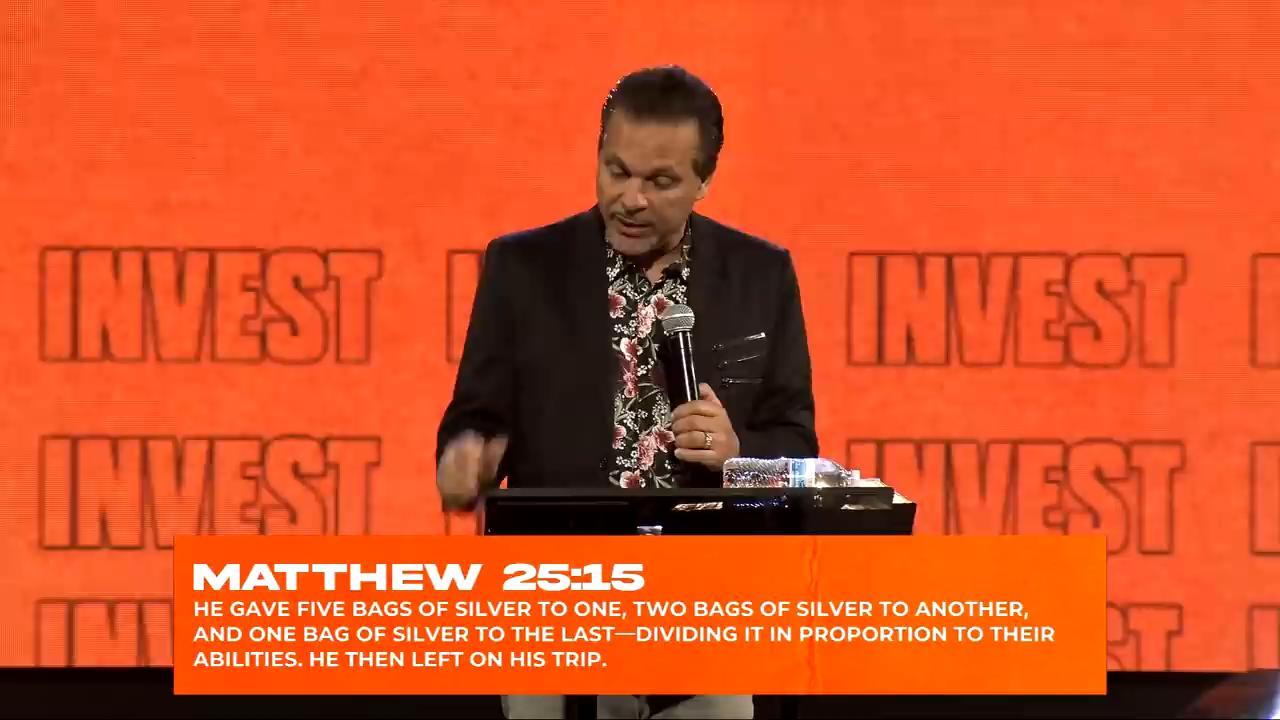 INVEST
INVEST
INVEST
INVEST
MATTHEW 25:15
HE GAVE FIVE BAGS OF SILVER TO ONE, TWO BAGS OF SILVER TO ANOTHER,
AND ONE BAG OF SILVER TO THE LAST—DIVIDING IT IN PROPORTION TO THEIR
ABILITIES. HE THEN LEFT ON HIS TRIP.